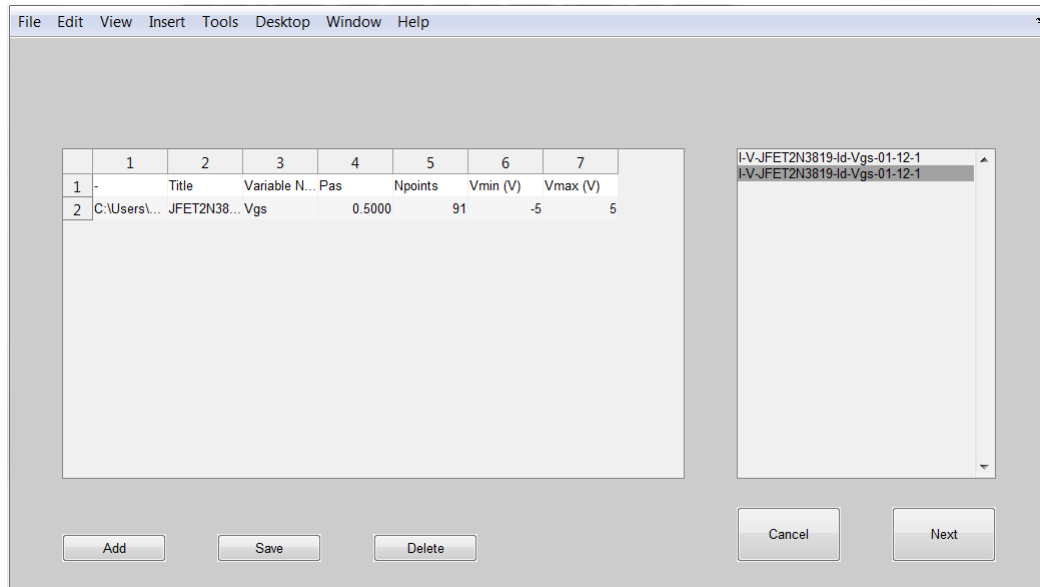 File Edit View Insert Tools Desktop Window Help
1 2 3 4 5 6 7
1 - Title Variable N... Pas Npoints Vmin (V) Vmax (V)
2 C:\Users\... JFET2N38... Vgs 0.5000 91 -5 5
I-V-JFET2N3819-Id-Vgs-01-12-1
I-V-JFET2N3819-Id-Vgs-01-12-1
Add Save Delete Cancel Next